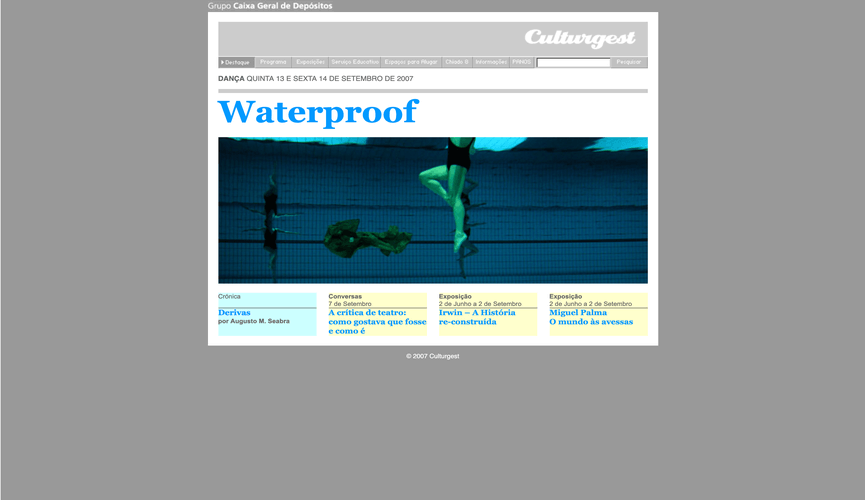 Grupo Caixa Geral de Depósitos
Culturgest
Destaque Programa Exposições Serviço Educativo Espaços para Alugar Chiado 8 Informações PANOS Pesquisar
DANÇA QUINTA 13 E SEXTA 14 DE SETEMBRO DE 2007
Waterproof
Crónica
Derivas
por Augusto M. Seabra
Conversas
7 de Setembro
A crítica de teatro:
como gostava que fosse
e como é
Exposição
2 de Junho a 2 de Setembro
Irwin – A História
re-construída
Exposição
2 de Junho a 2 de Setembro
Miguel Palma
O mundo às avessas
© 2007 Culturgest